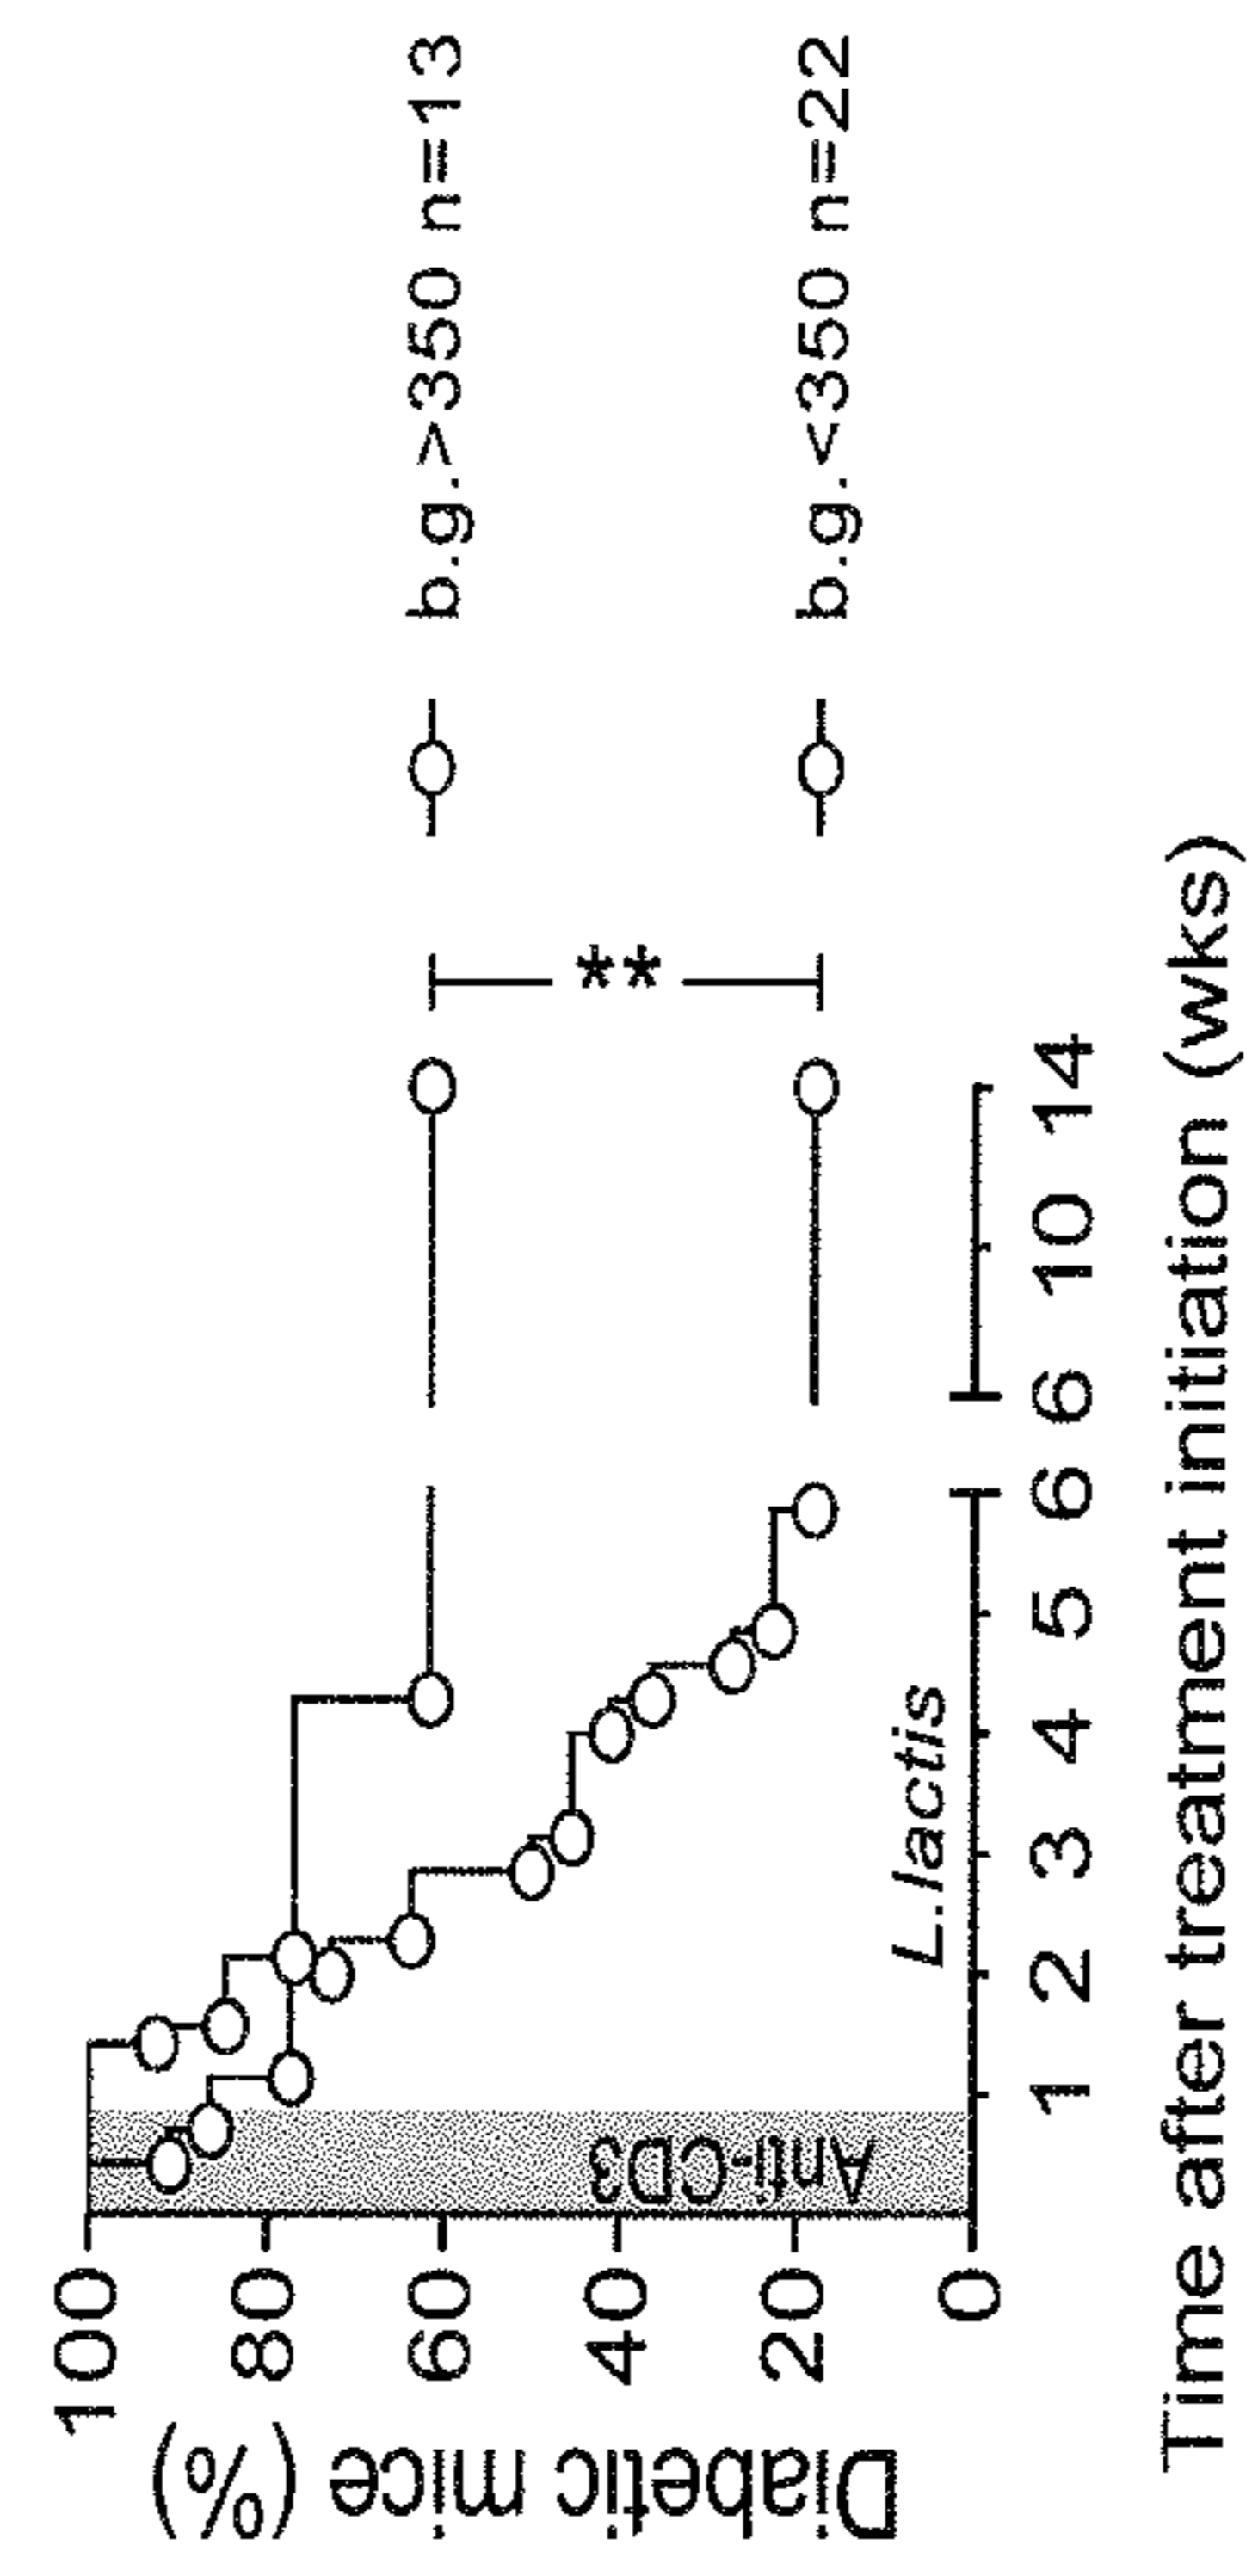 Diabetic mice (%)
100
80
60
40
20
0
Anti-CD3
L.lactis
**
b.g.>350 n=13
b.g.<350 n=22
1 2 3 4 5 6 6 10 14
Time after treatment initiation (wks)